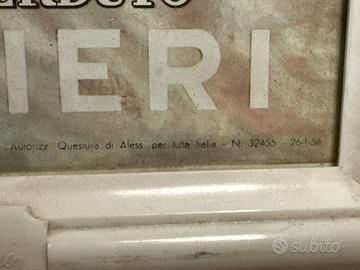 IERI
Autorizz. Questura di Aless. per tutta Italia - N. 32455 - 26-1-56
subito